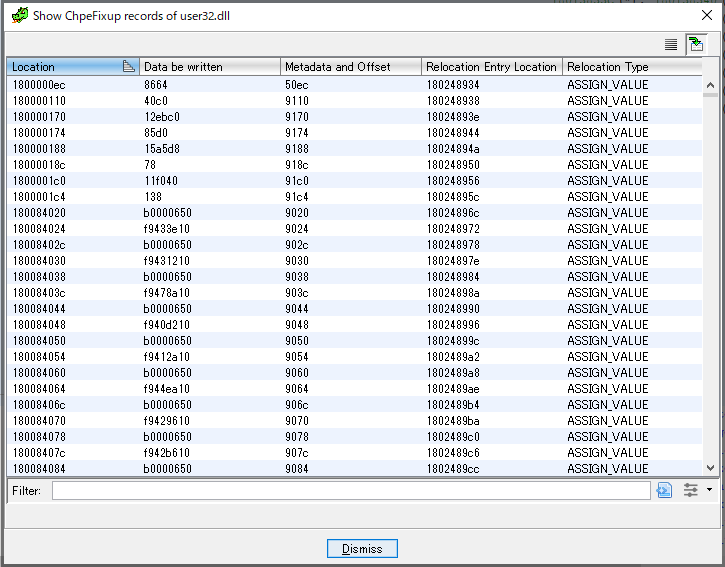 Show ChpeFixup records of user32.dll
Location Data be written Metadata and Offset Relocation Entry Location Relocation Type
1800000ec 8664 50ec 180248934 ASSIGN_VALUE
180000110 40c0 9110 180248938 ASSIGN_VALUE
180000170 12ebc0 9170 18024893e ASSIGN_VALUE
180000174 85d0 9174 180248944 ASSIGN_VALUE
180000188 15a5d8 9188 18024894a ASSIGN_VALUE
18000018c 78 918c 180248950 ASSIGN_VALUE
1800001c0 11f040 91c0 180248956 ASSIGN_VALUE
1800001c4 138 91c4 18024895c ASSIGN_VALUE
180084020 b0000650 9020 18024896c ASSIGN_VALUE
180084024 f9433e10 9024 180248972 ASSIGN_VALUE
18008402c b0000650 902c 180248978 ASSIGN_VALUE
180084030 f9431210 9030 18024897e ASSIGN_VALUE
180084038 b0000650 9038 180248984 ASSIGN_VALUE
18008403c f9478a10 903c 18024898a ASSIGN_VALUE
180084044 b0000650 9044 180248990 ASSIGN_VALUE
180084048 f940d210 9048 180248996 ASSIGN_VALUE
180084050 b0000650 9050 18024899c ASSIGN_VALUE
180084054 f9412a10 9054 1802489a2 ASSIGN_VALUE
180084060 b0000650 9060 1802489a8 ASSIGN_VALUE
180084064 f944ea10 9064 1802489ae ASSIGN_VALUE
18008406c b0000650 906c 1802489b4 ASSIGN_VALUE
180084070 f9429610 9070 1802489ba ASSIGN_VALUE
180084078 b0000650 9078 1802489c0 ASSIGN_VALUE
18008407c f942b610 907c 1802489c6 ASSIGN_VALUE
180084084 b0000650 9084 1802489cc ASSIGN_VALUE
Filter:
Dismiss